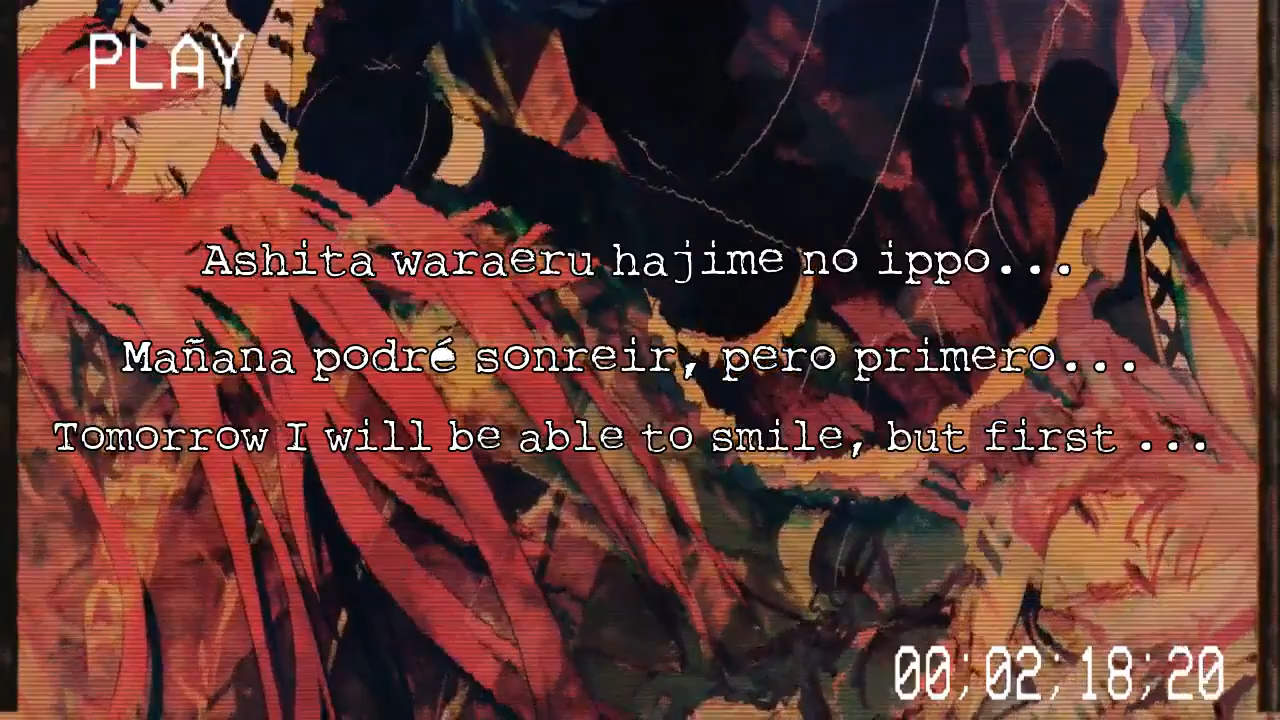 PLAY
Ashita waraeru hajime no ippo...
Mañana podré sonreir, pero primero...
Tomorrow I will be able to smile, but first ...
00;02;18;20